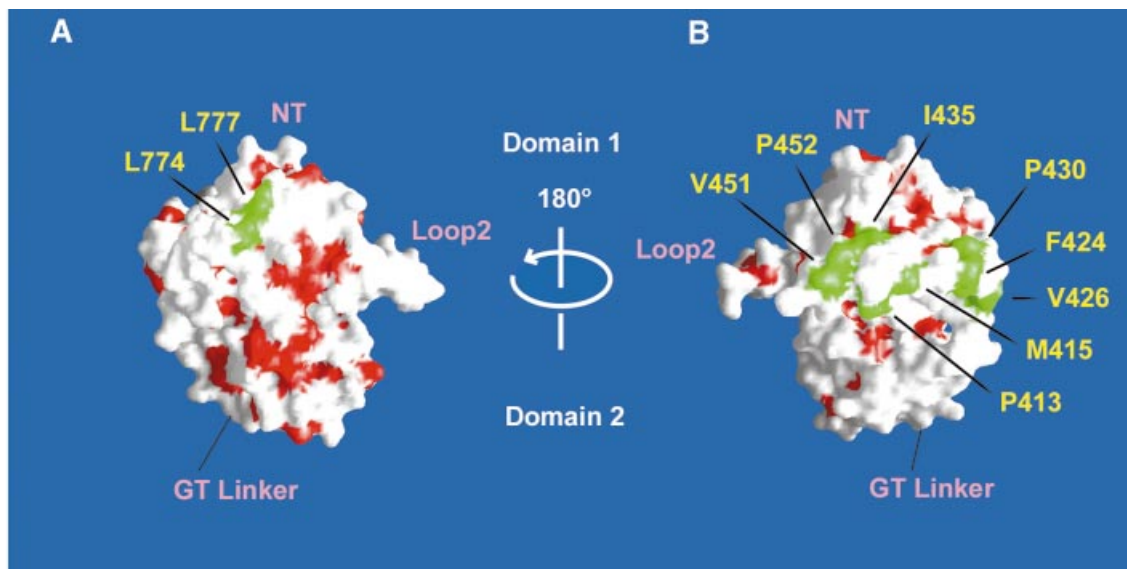 A
B
NT
L777
L774
Loop2
GT Linker
Domain 1
180°
Domain 2
NT
I435
P452
P430
V451
F424
Loop2
V426
M415
P413
GT Linker